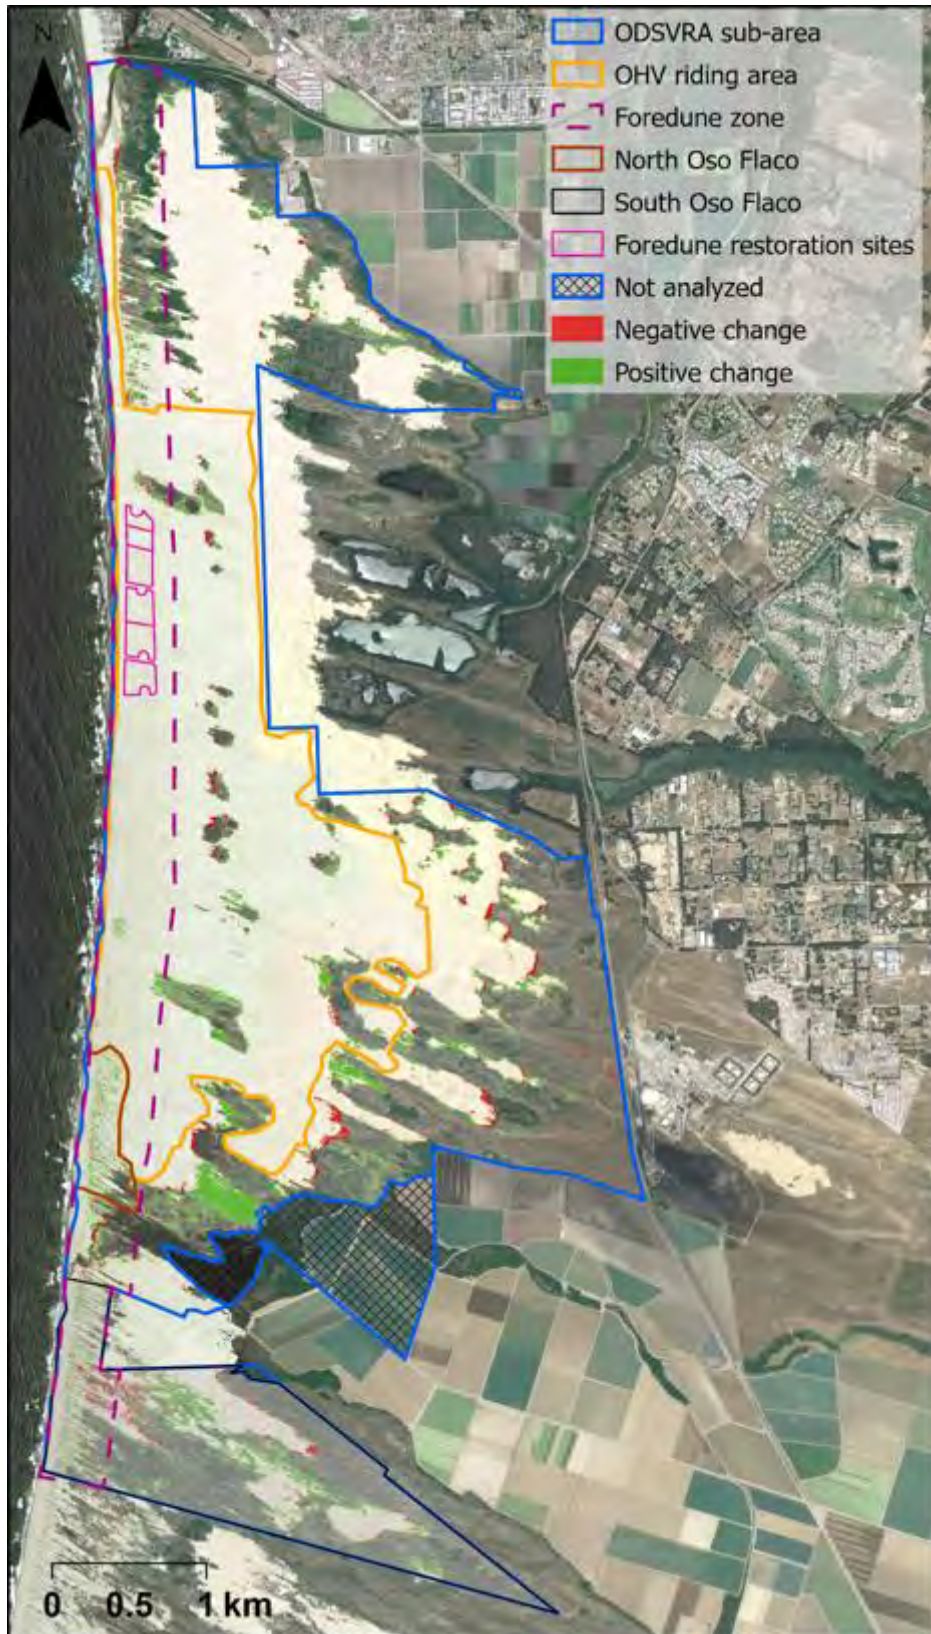 N
ODSVRA sub-area
OHV riding area
Foredune zone
North Oso Flaco
South Oso Flaco
Foredune restoration sites
Not analyzed
Negative change
Positive change
0 0.5 1 km